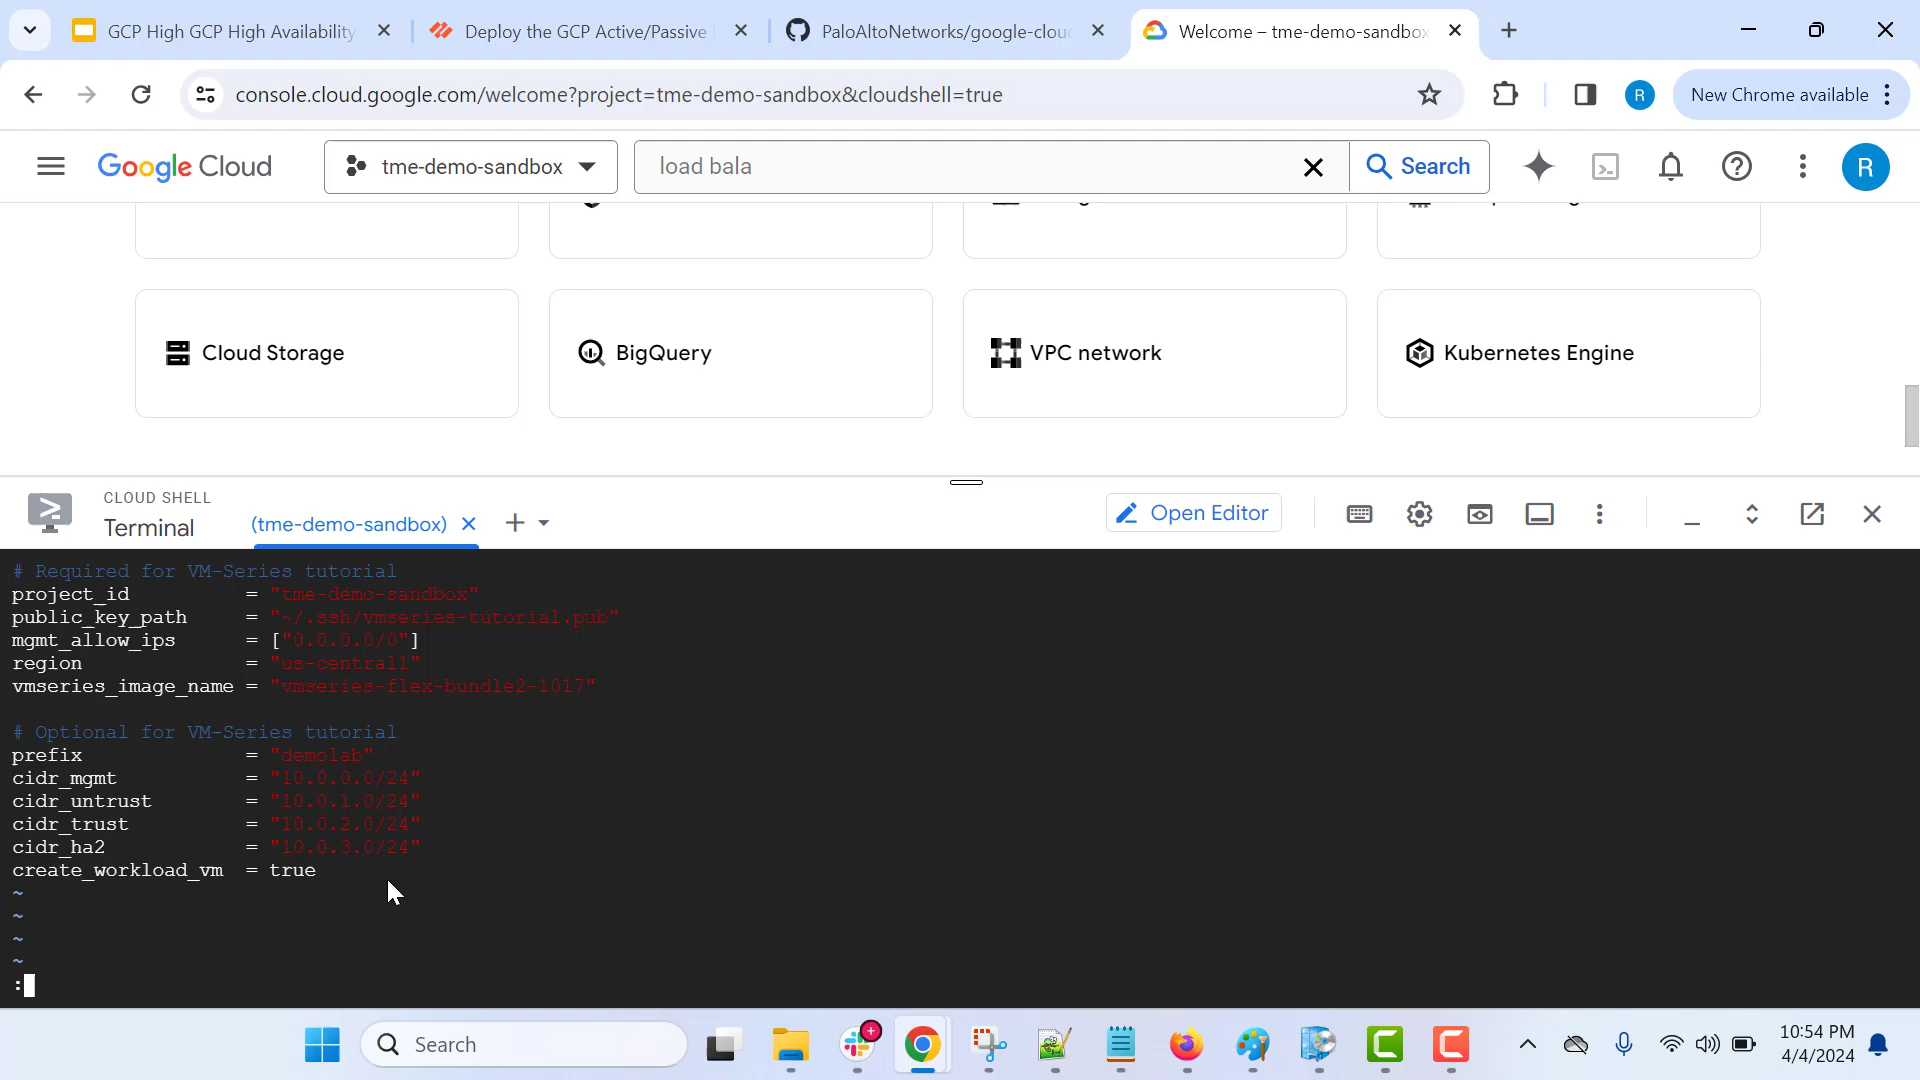 GCP High GCP High Availability
Deploy the GCP Active/Passive
PaloAltoNetworks/google-clou
Welcome – tme-demo-sandbox
console.cloud.google.com/welcome?project=tme-demo-sandbox&cloudshell=true
R
New Chrome available
Google Cloud
tme-demo-sandbox
load bala
Search
R
Cloud Storage
BigQuery
VPC network
Kubernetes Engine
CLOUD SHELL
Terminal
(tme-demo-sandbox)
Open Editor
# Required for VM-Series tutorial
project_id = "tme-demo-sandbox"
public_key_path = "~/.ssh/vmseries-tutorial.pub"
mgmt_allow_ips = ["0.0.0.0/0"]
region = "us-central1"
vmseries_image_name = "vmseries-flex-bundle2-1017"
# Optional for VM-Series tutorial
prefix = "demolab"
cidr_mgmt = "10.0.0.0/24"
cidr_untrust = "10.0.1.0/24"
cidr_trust = "10.0.2.0/24"
cidr_ha2 = "10.0.3.0/24"
create_workload_vm = true
~
~
~
~
:
Search
10:54 PM
4/4/2024